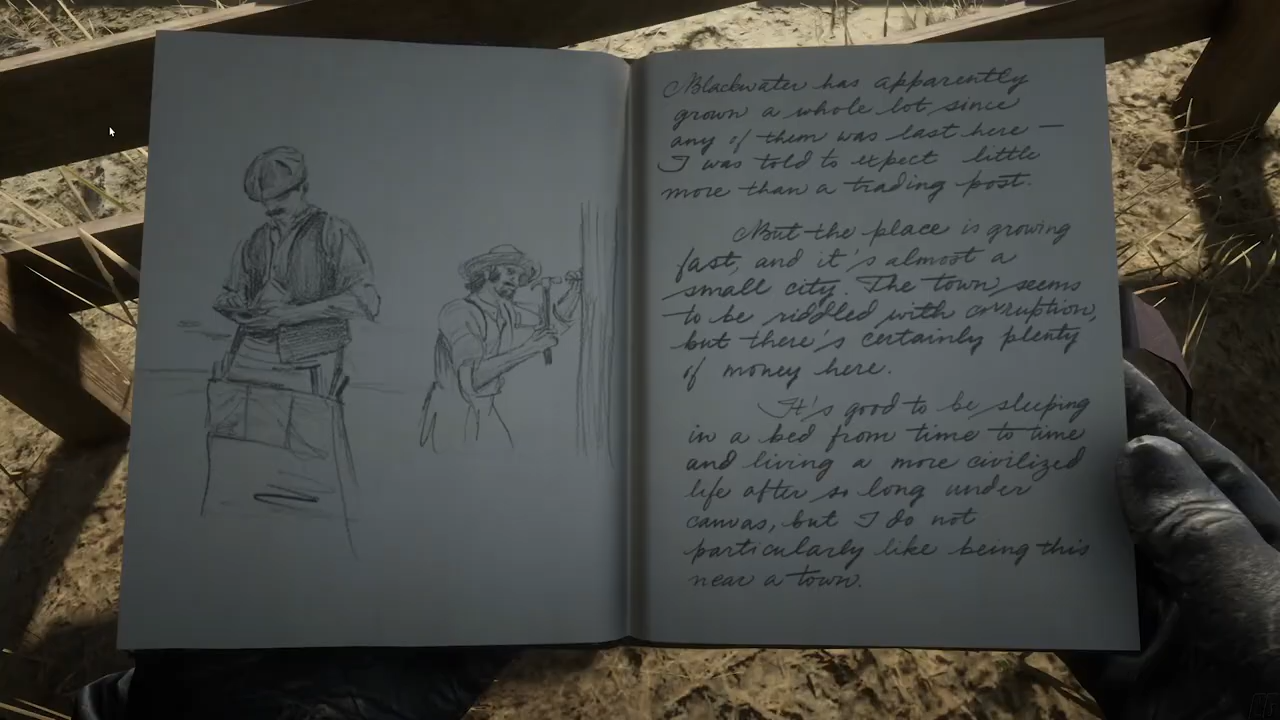 Blackwater has apparently
grown a whole lot since
any of them was last here —
I was told to expect little
more than a trading post.
But the place is growing
fast, and it's almost a
small city. The town seems
to be riddled with corruption,
but there's certainly plenty
of money here.
It's good to be sleeping
in a bed from time to time
and living a more civilized
life after so long under
canvas, but I do not
particularly like being this
near a town.